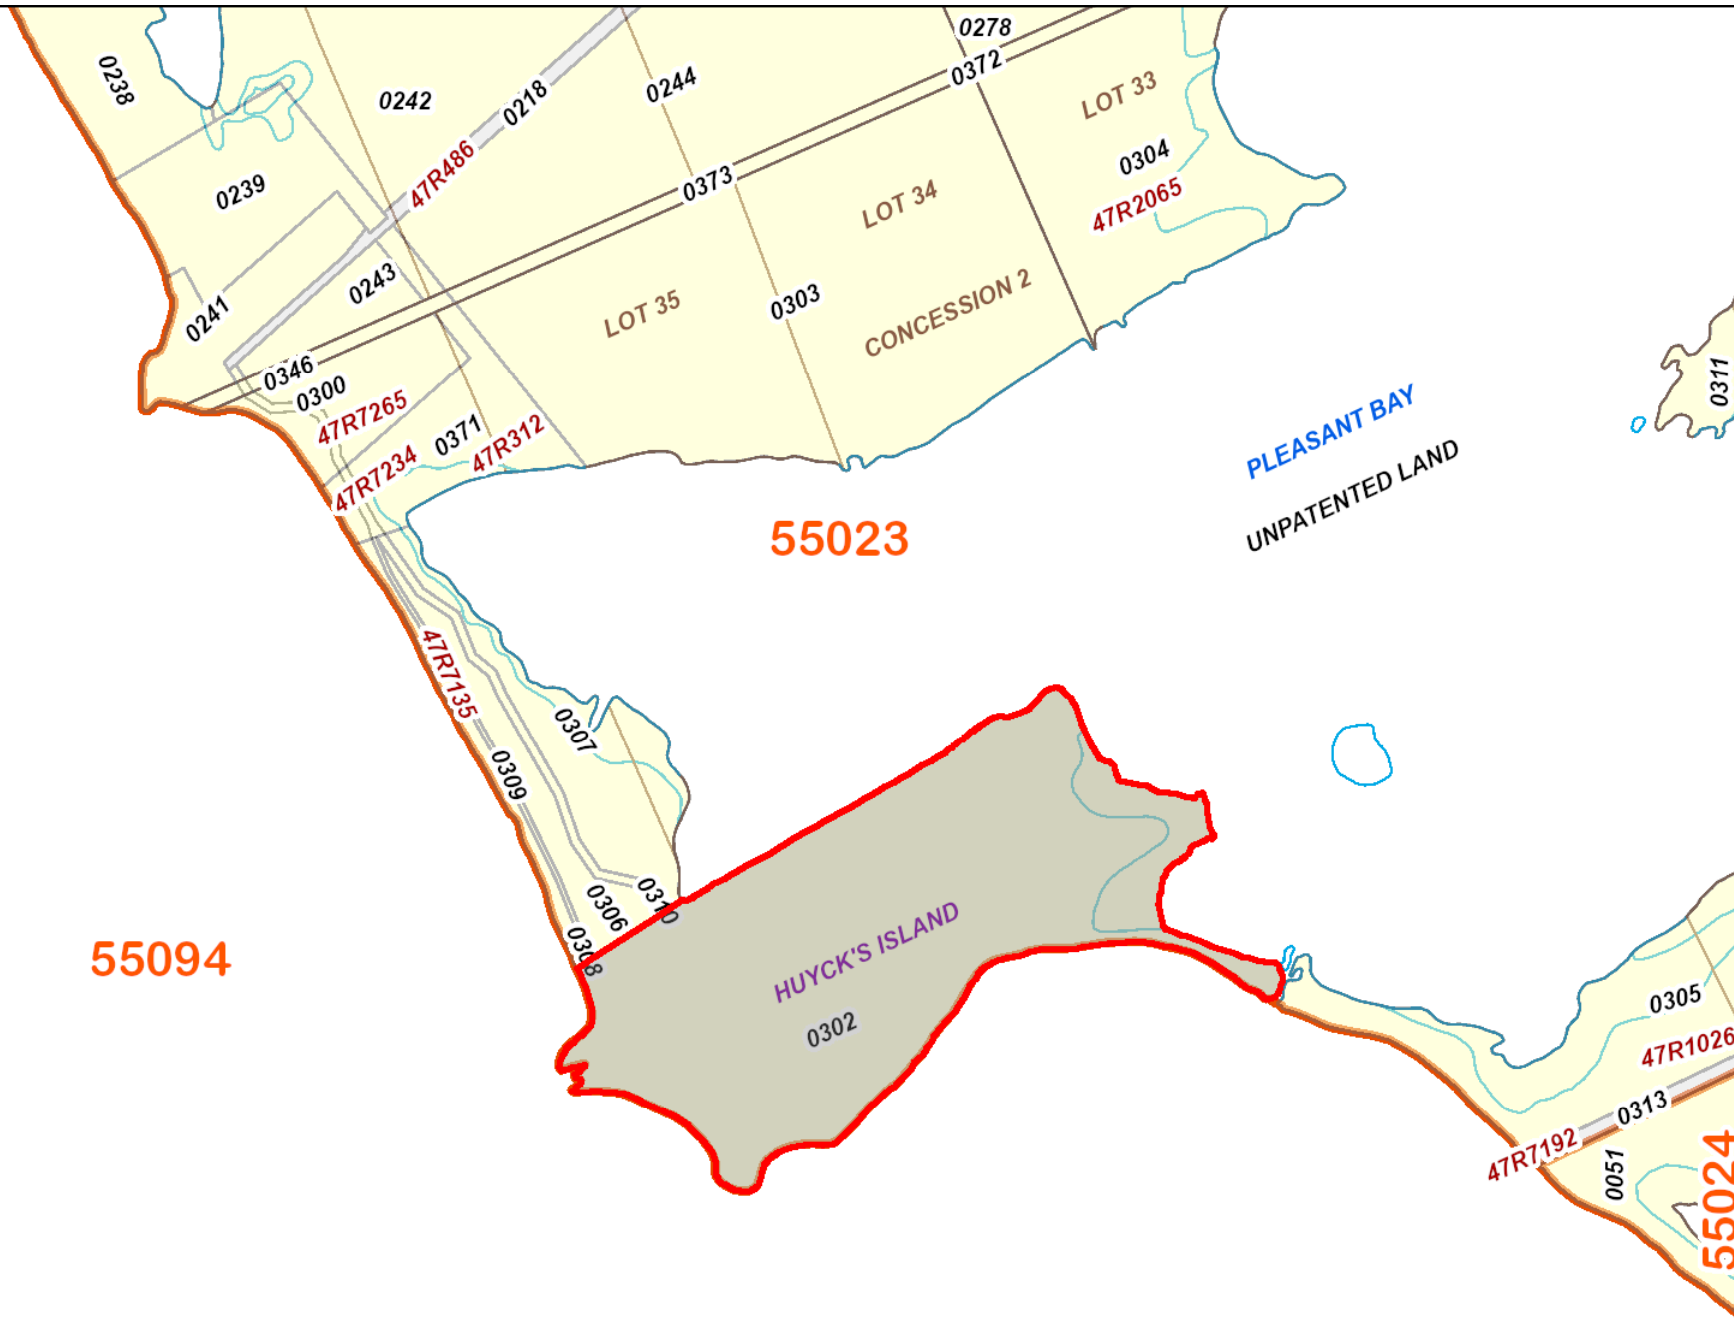 0278
0238
0242
0218
0244
0372
LOT 33
47R486
0304
0239
0373
LOT 34
47R2065
0243
0303
0241
LOT 35
CONCESSION 2
0346
0300
47R7265
0311
PLEASANT BAY
0371
47R312
47R7234
UNPATENTED LAND
55023
47R7135
0307
0309
0306
0310
HUYCK'S ISLAND
0308
55094
0302
0305
47R1026
0313
47R7192
0051
55024